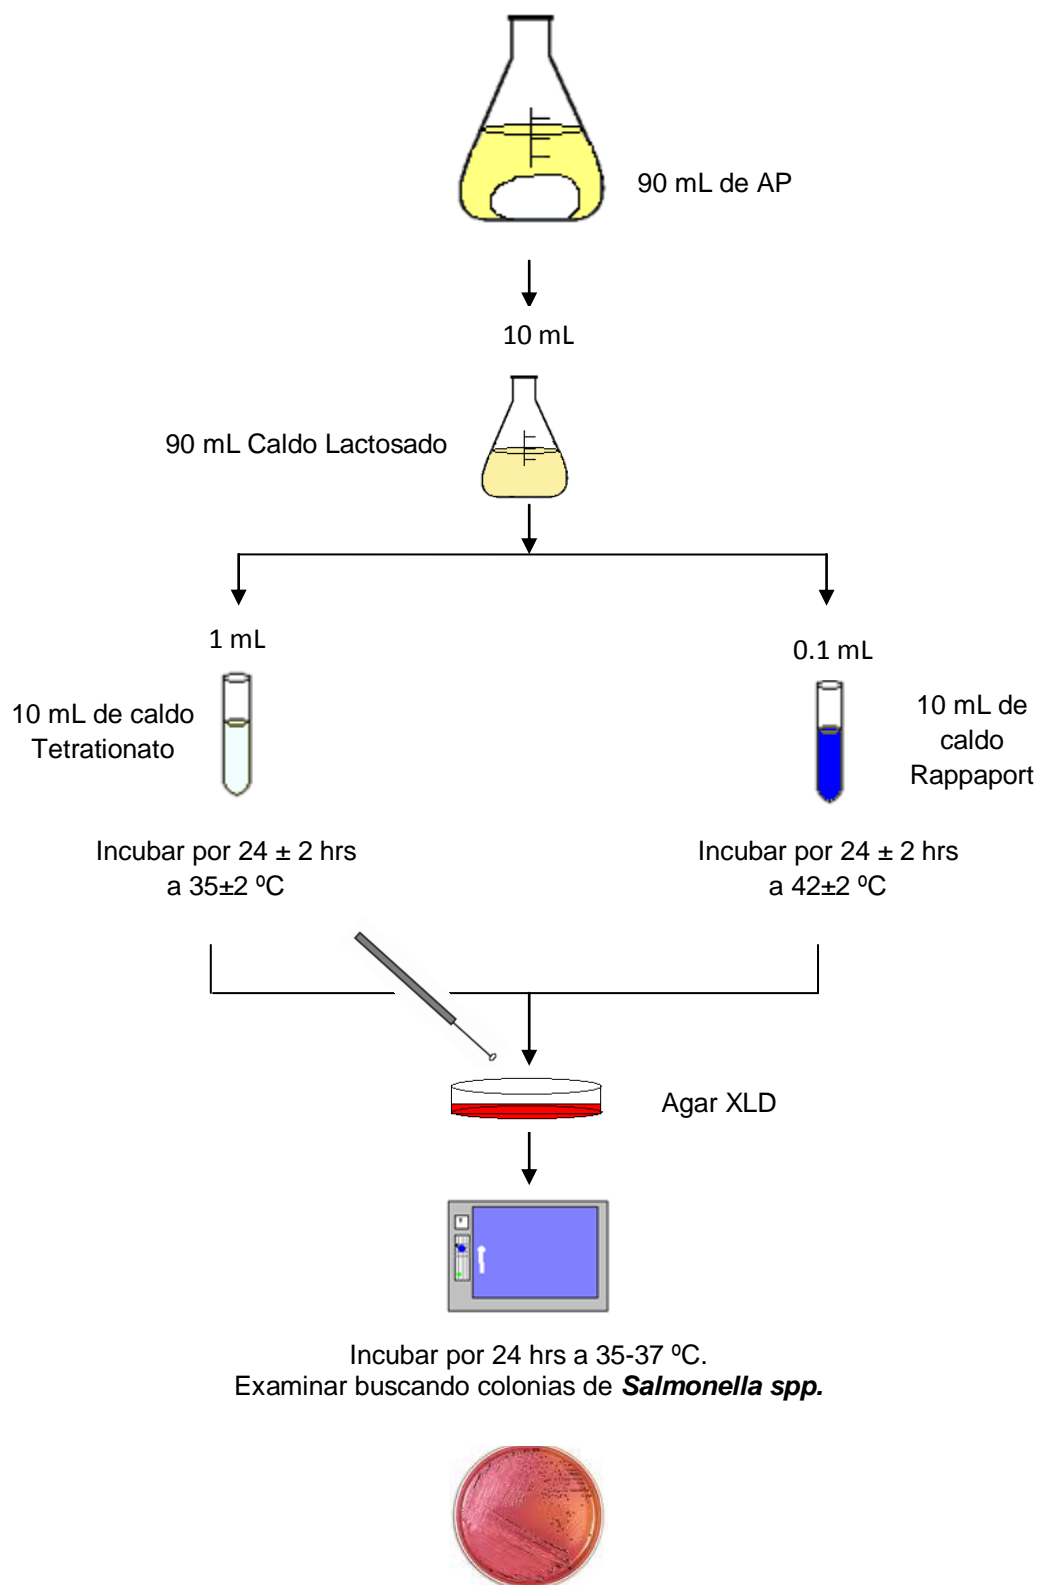 90 mL de AP
10 mL
90 mL Caldo Lactosado
1 mL
10 mL de caldo
Tetrationato
0.1 mL
10 mL de
caldo
Rappaport
Incubar por 24 ± 2 hrs
a 35±2 ºC
Incubar por 24 ± 2 hrs
a 42±2 ºC
Agar XLD
Incubar por 24 hrs a 35-37 ºC.
Examinar buscando colonias de Salmonella spp.